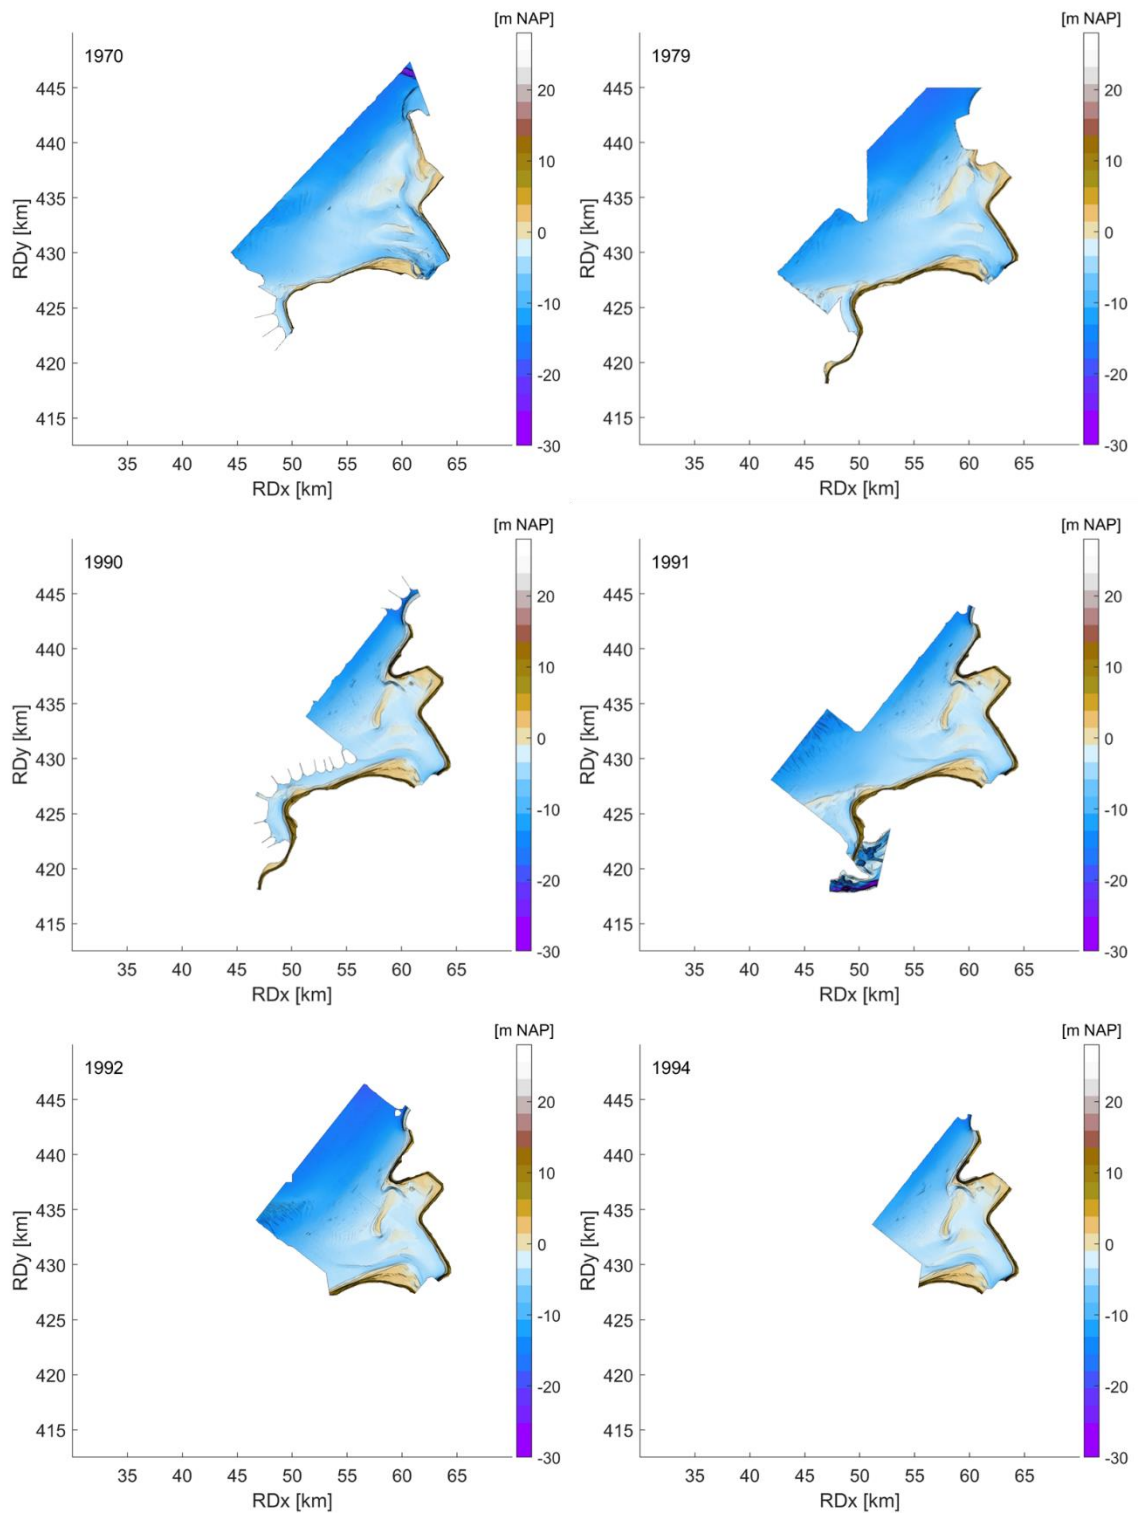 [m NAP] [m NAP]
1970 1979
445 20 445 20
440 10 440 10
435 435
RDy [km] 0 RDy [km] 0
430 430
425 -10 425 -10
420 -20 420 -20
415 415
-30 -30
35 40 45 50 55 60 65 35 40 45 50 55 60 65
RDx [km] RDx [km]
[m NAP] [m NAP]
1990 1991
445 20 445 20
440 10 440 10
435 435
RDy [km] 0 RDy [km] 0
430 430
425 -10 425 -10
420 -20 420 -20
415 415
-30 -30
35 40 45 50 55 60 65 35 40 45 50 55 60 65
RDx [km] RDx [km]
[m NAP] [m NAP]
1992 1994
445 20 445 20
440 10 440 10
435 435
RDy [km] 0 RDy [km] 0
430 430
425 -10 425 -10
420 -20 420 -20
415 415
-30 -30
35 40 45 50 55 60 65 35 40 45 50 55 60 65
RDx [km] RDx [km]